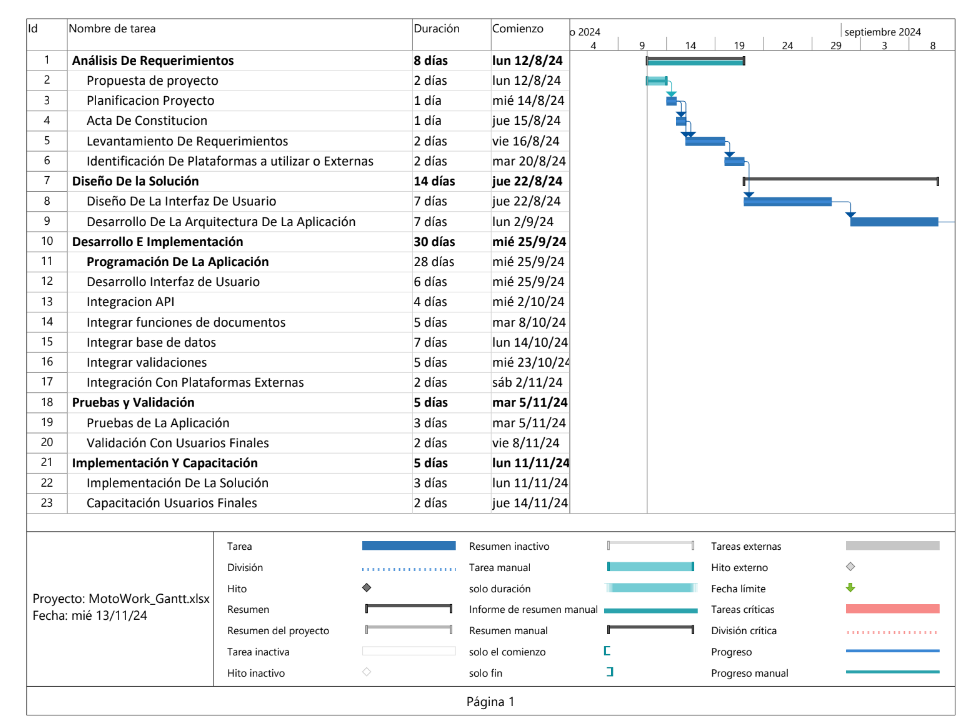 Id Nombre de tarea Duración Comienzo o 2024 septiembre 2024
4 9 14 19 24 29 3 8
1 Análisis De Requerimientos 8 días lun 12/8/24
2 Propuesta de proyecto 2 días lun 12/8/24
3 Planificacion Proyecto 1 día mié 14/8/24
4 Acta De Constitucion 1 día jue 15/8/24
5 Levantamiento De Requerimientos 2 días vie 16/8/24
6 Identificación De Plataformas a utilizar o Externas 2 días mar 20/8/24
7 Diseño De la Solución 14 días jue 22/8/24
8 Diseño De La Interfaz De Usuario 7 días jue 22/8/24
9 Desarrollo De La Arquitectura De La Aplicación 7 días lun 2/9/24
10 Desarrollo E Implementación 30 días mié 25/9/24
11 Programación De La Aplicación 28 días mié 25/9/24
12 Desarrollo Interfaz de Usuario 6 días mié 25/9/24
13 Integracion API 4 días mié 2/10/24
14 Integrar funciones de documentos 5 días mar 8/10/24
15 Integrar base de datos 7 días lun 14/10/24
16 Integrar validaciones 5 días mié 23/10/24
17 Integración Con Plataformas Externas 2 días sáb 2/11/24
18 Pruebas y Validación 5 días mar 5/11/24
19 Pruebas de La Aplicación 3 días mar 5/11/24
20 Validación Con Usuarios Finales 2 días vie 8/11/24
21 Implementación Y Capacitación 5 días lun 11/11/24
22 Implementación De La Solución 3 días lun 11/11/24
23 Capacitación Usuarios Finales 2 días jue 14/11/24
Proyecto: MotoWork_Gantt.xlsx
Fecha: mié 13/11/24
Tarea
División
Hito
Resumen
Resumen del proyecto
Tarea inactiva
Hito inactivo
Resumen inactivo
Tarea manual
solo duración
Informe de resumen manual
Resumen manual
solo el comienzo
solo fin
Tareas externas
Hito externo
Fecha límite
Tareas críticas
División crítica
Progreso
Progreso manual
Página 1